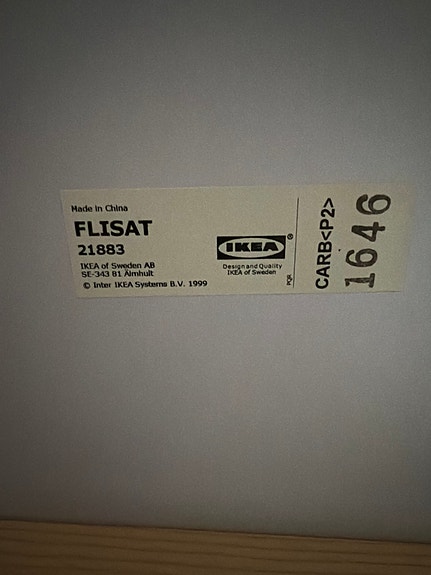 Made in China
FLISAT
21883
IKEA of Sweden AB
SE-343 81 Älmhult
© Inter IKEA Systems B.V. 1999
IKEA®
Design and Quality
IKEA of Sweden
PQR
CARB<P2>
1646